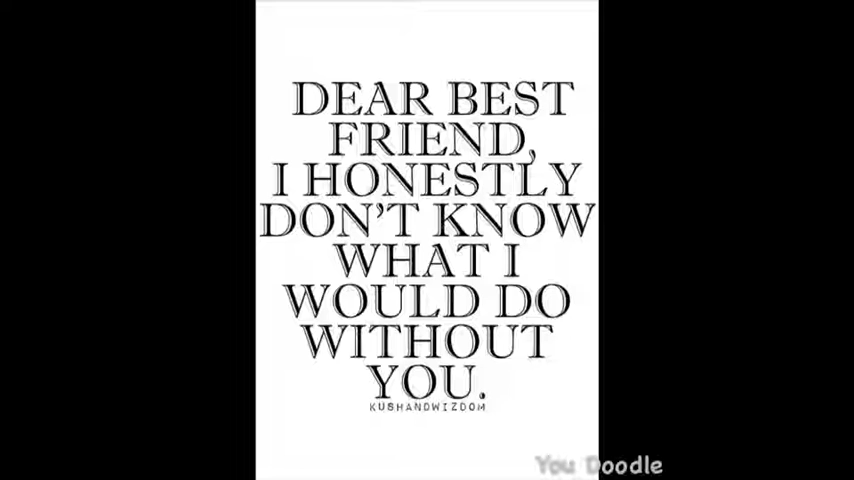 DEAR BEST
FRIEND,
I HONESTLY
DON'T KNOW
WHAT I
WOULD DO
WITHOUT
YOU.
KUSHANDWIZDOM
You Doodle